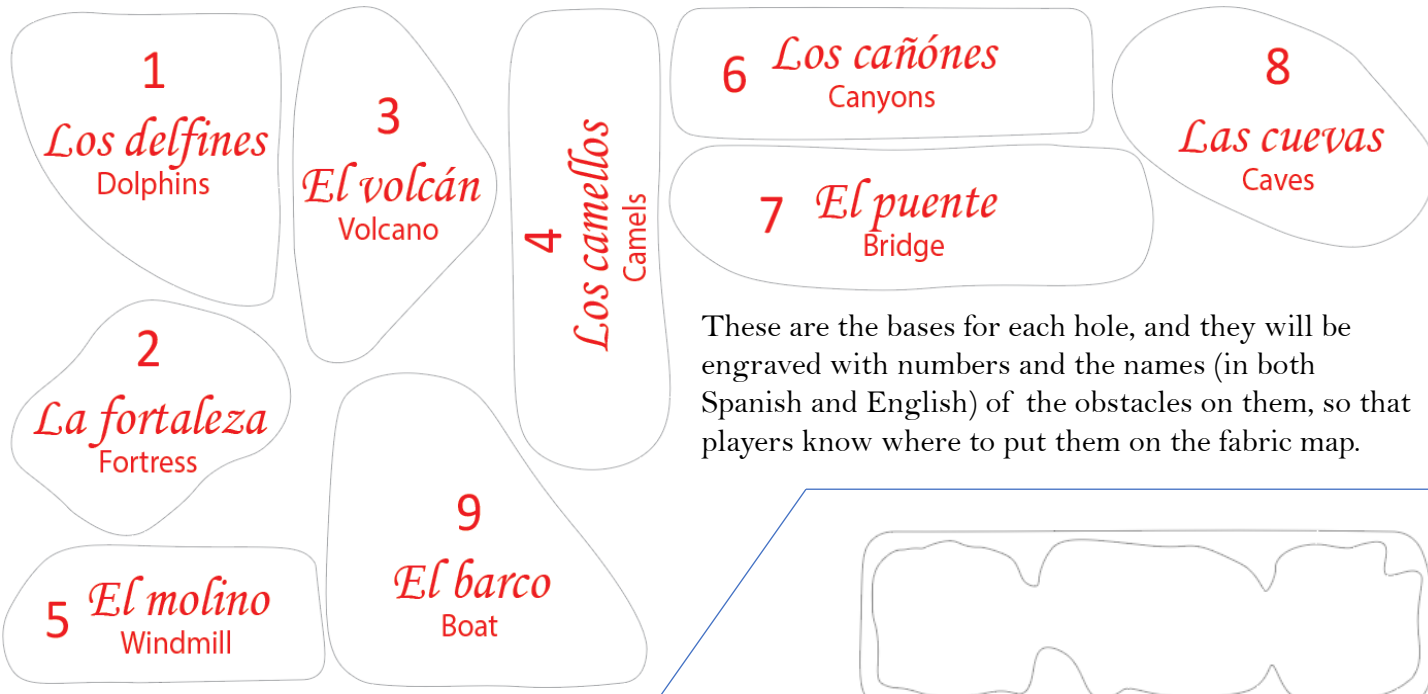 1
Los delfines
Dolphins
2
La fortaleza
Fortress
3
El volcán
Volcano
4
Los camellos
Camels
5
El molino
Windmill
6
Los cañónes
Canyons
7
El puente
Bridge
8
Las cuevas
Caves
9
El barco
Boat
These are the bases for each hole, and they will be
engraved with numbers and the names (in both
Spanish and English) of the obstacles on them, so that
players know where to put them on the fabric map.